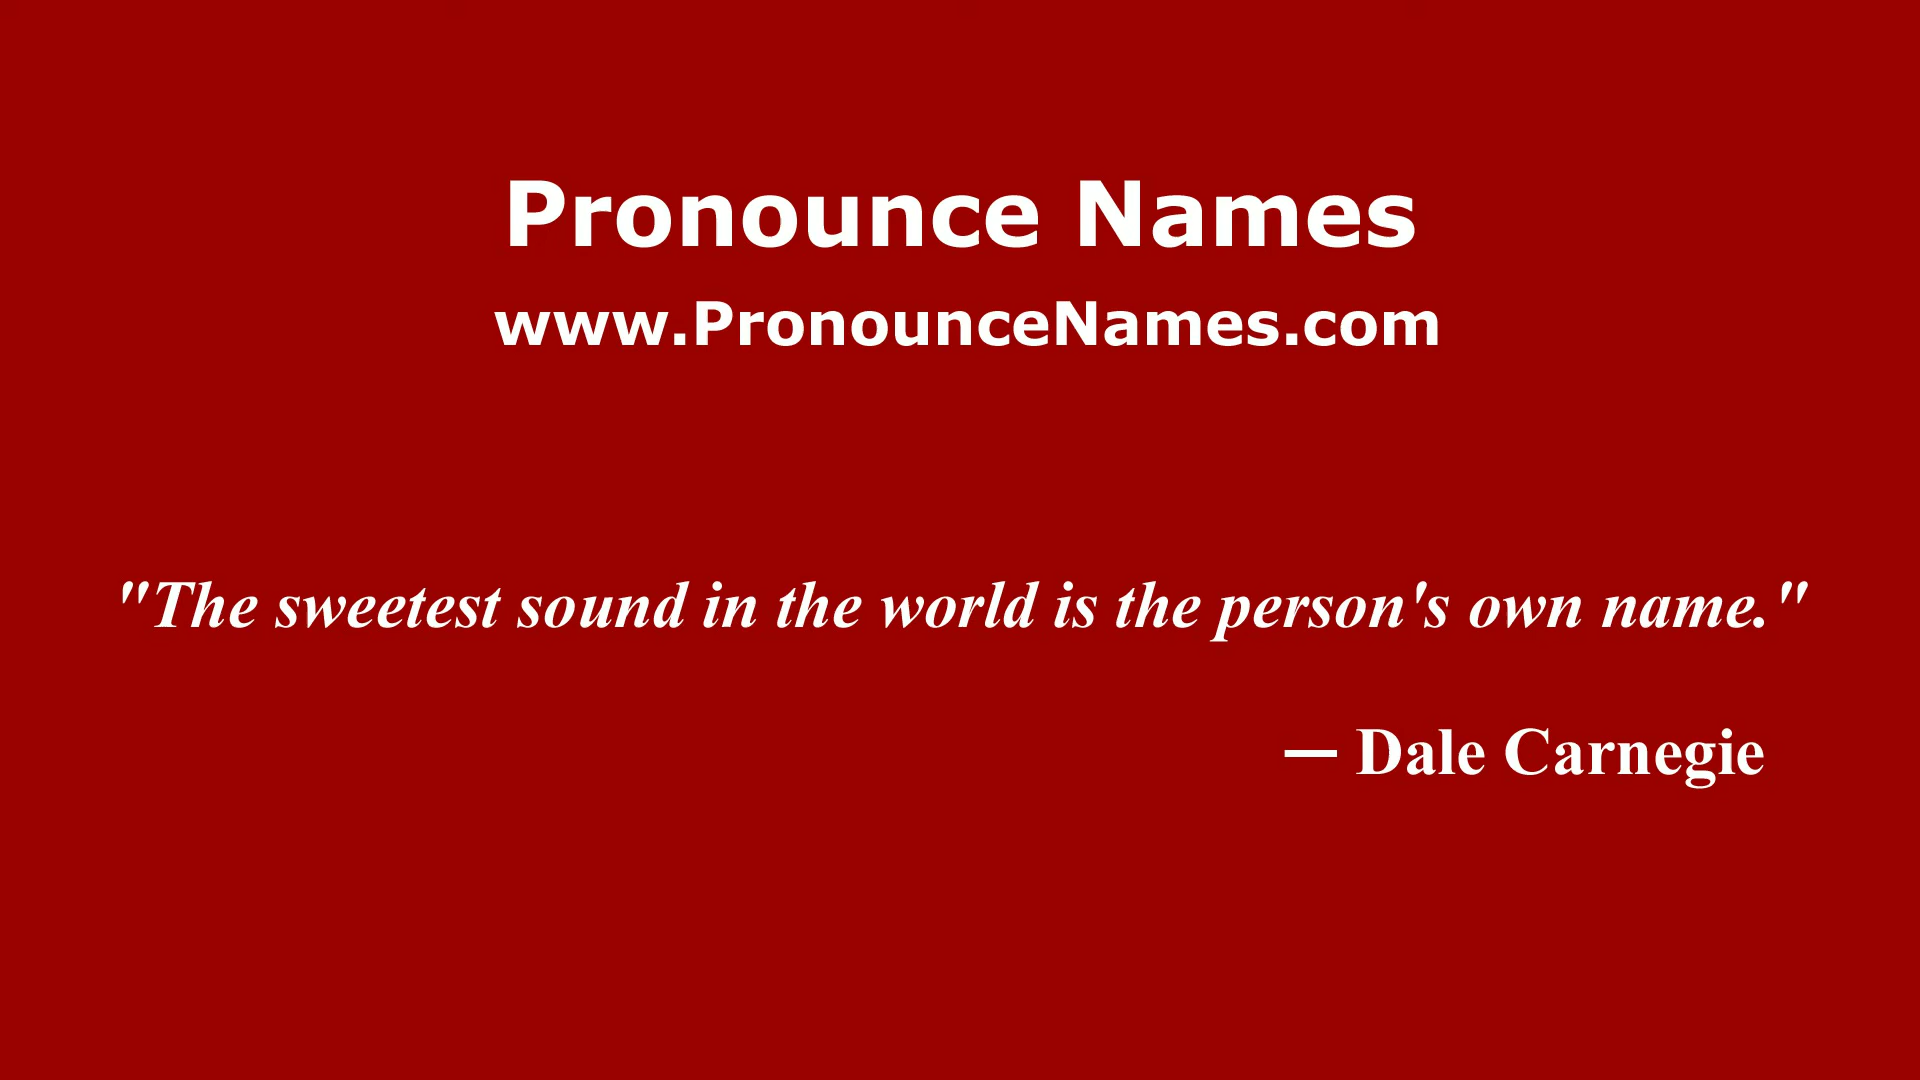 Pronounce Names
www.PronounceNames.com
"The sweetest sound in the world is the person's own name."
— Dale Carnegie